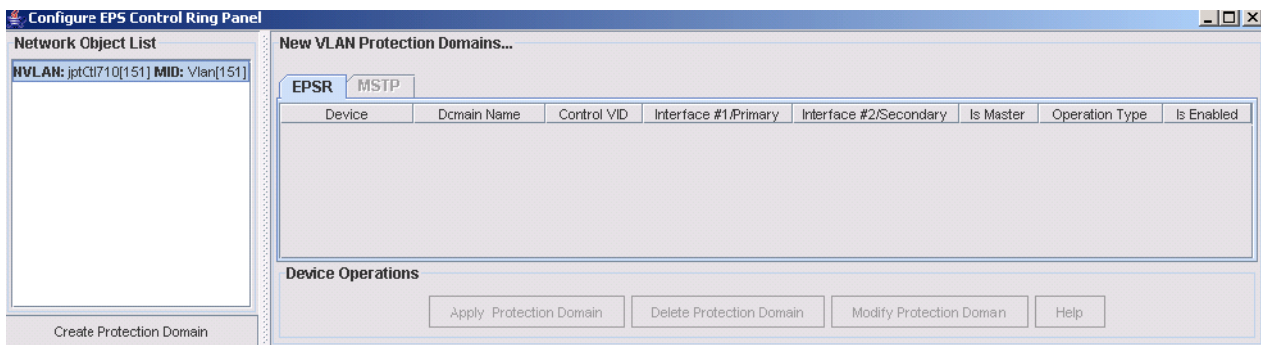 Configure EPS Control Ring Panel
Network Object List
NVLAN: jptCtl710[151] MID: Vlan[151]
Create Protection Domain
New VLAN Protection Domains...
EPSR MSTP
Device Domain Name Control VID Interface #1/Primary Interface #2/Secondary Is Master Operation Type Is Enabled
Device Operations
Apply Protection Domain Delete Protection Domain Modify Protection Doman Help